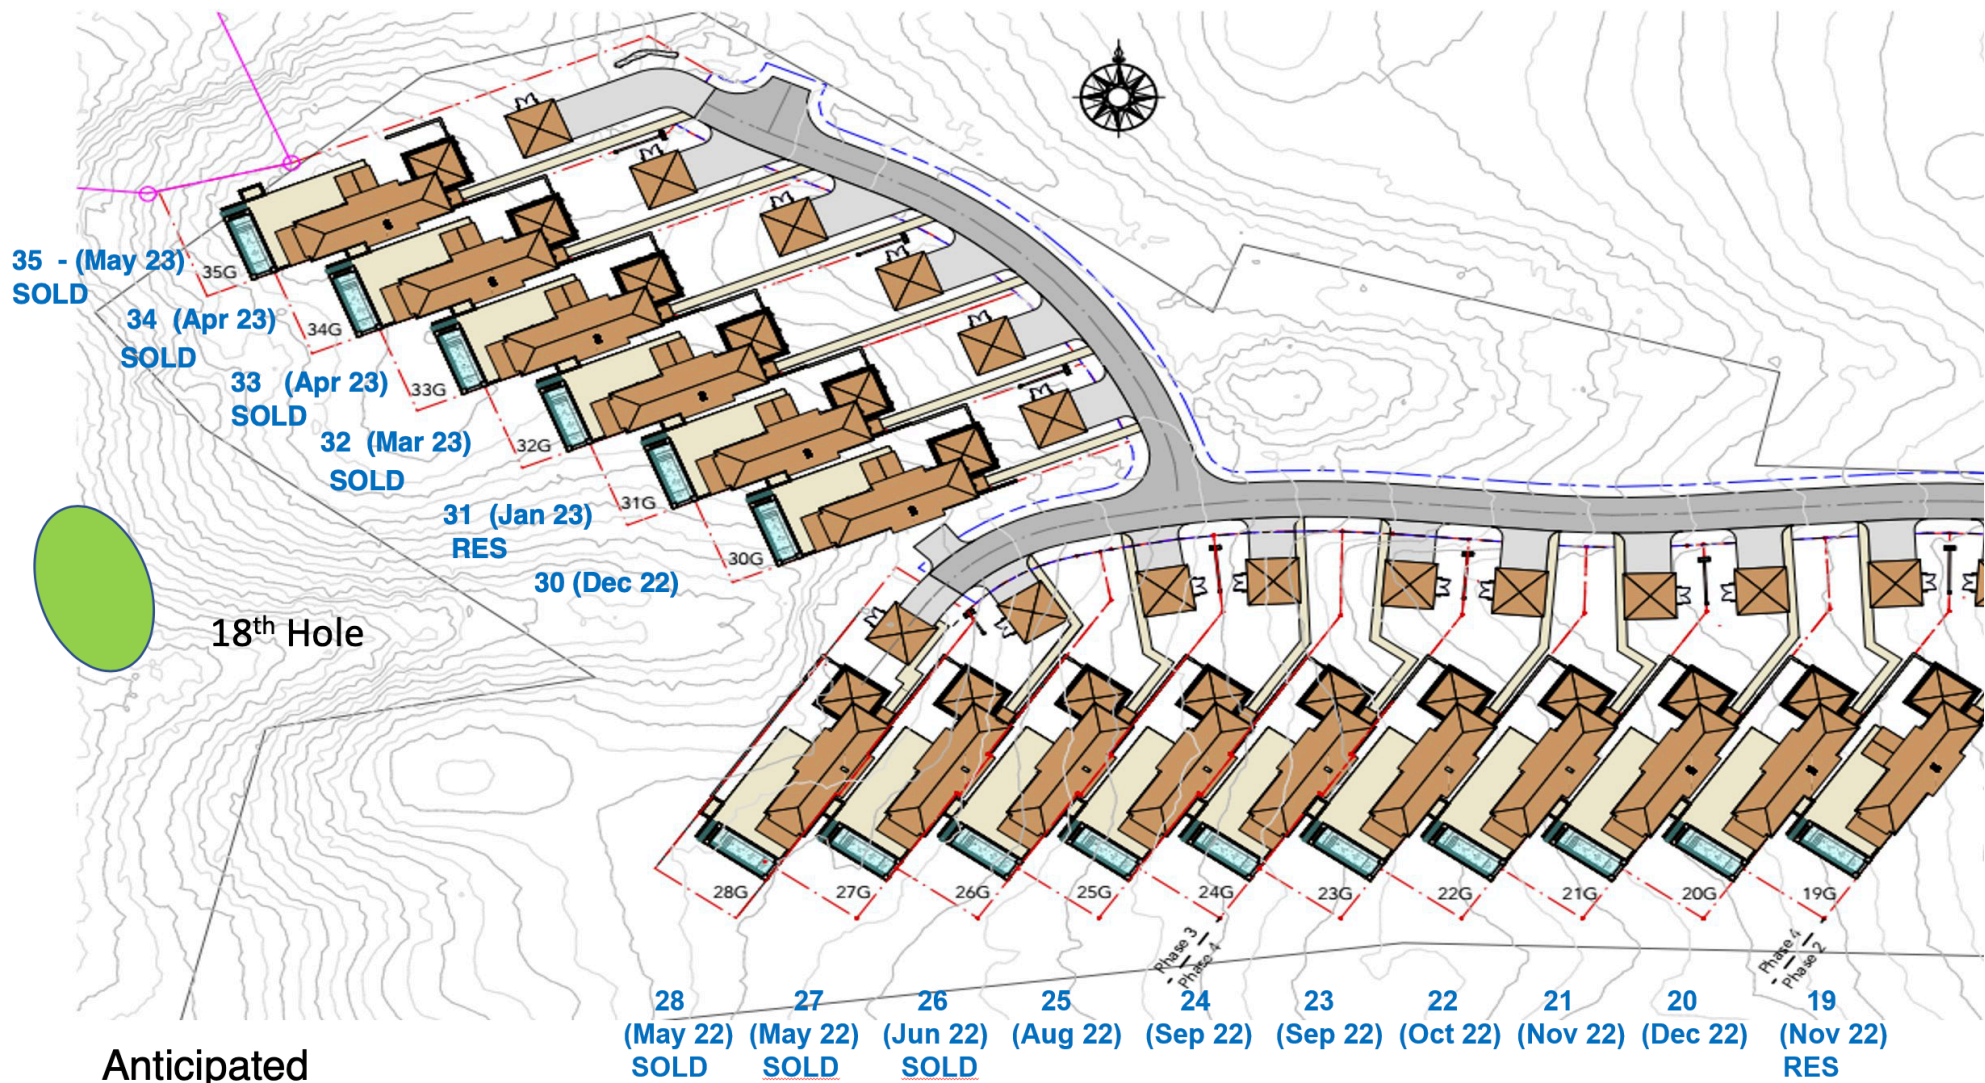 35G
35 - (May 23)
SOLD
34G
34 (Apr 23)
SOLD
33G
33 (Apr 23)
SOLD
32G
32 (Mar 23)
SOLD
31G
31 (Jan 23)
RES
30G
30 (Dec 22)
18th Hole
28G 27G 26G 25G 24G 23G 22G 21G 20G 19G
Phase 3
Phase 4
Phase 4
Phase 2
28 27 26 25 24 23 22 21 20 19
(May 22) (May 22) (Jun 22) (Aug 22) (Sep 22) (Sep 22) (Oct 22) (Nov 22) (Dec 22) (Nov 22)
SOLD SOLD SOLD RES
Anticipated